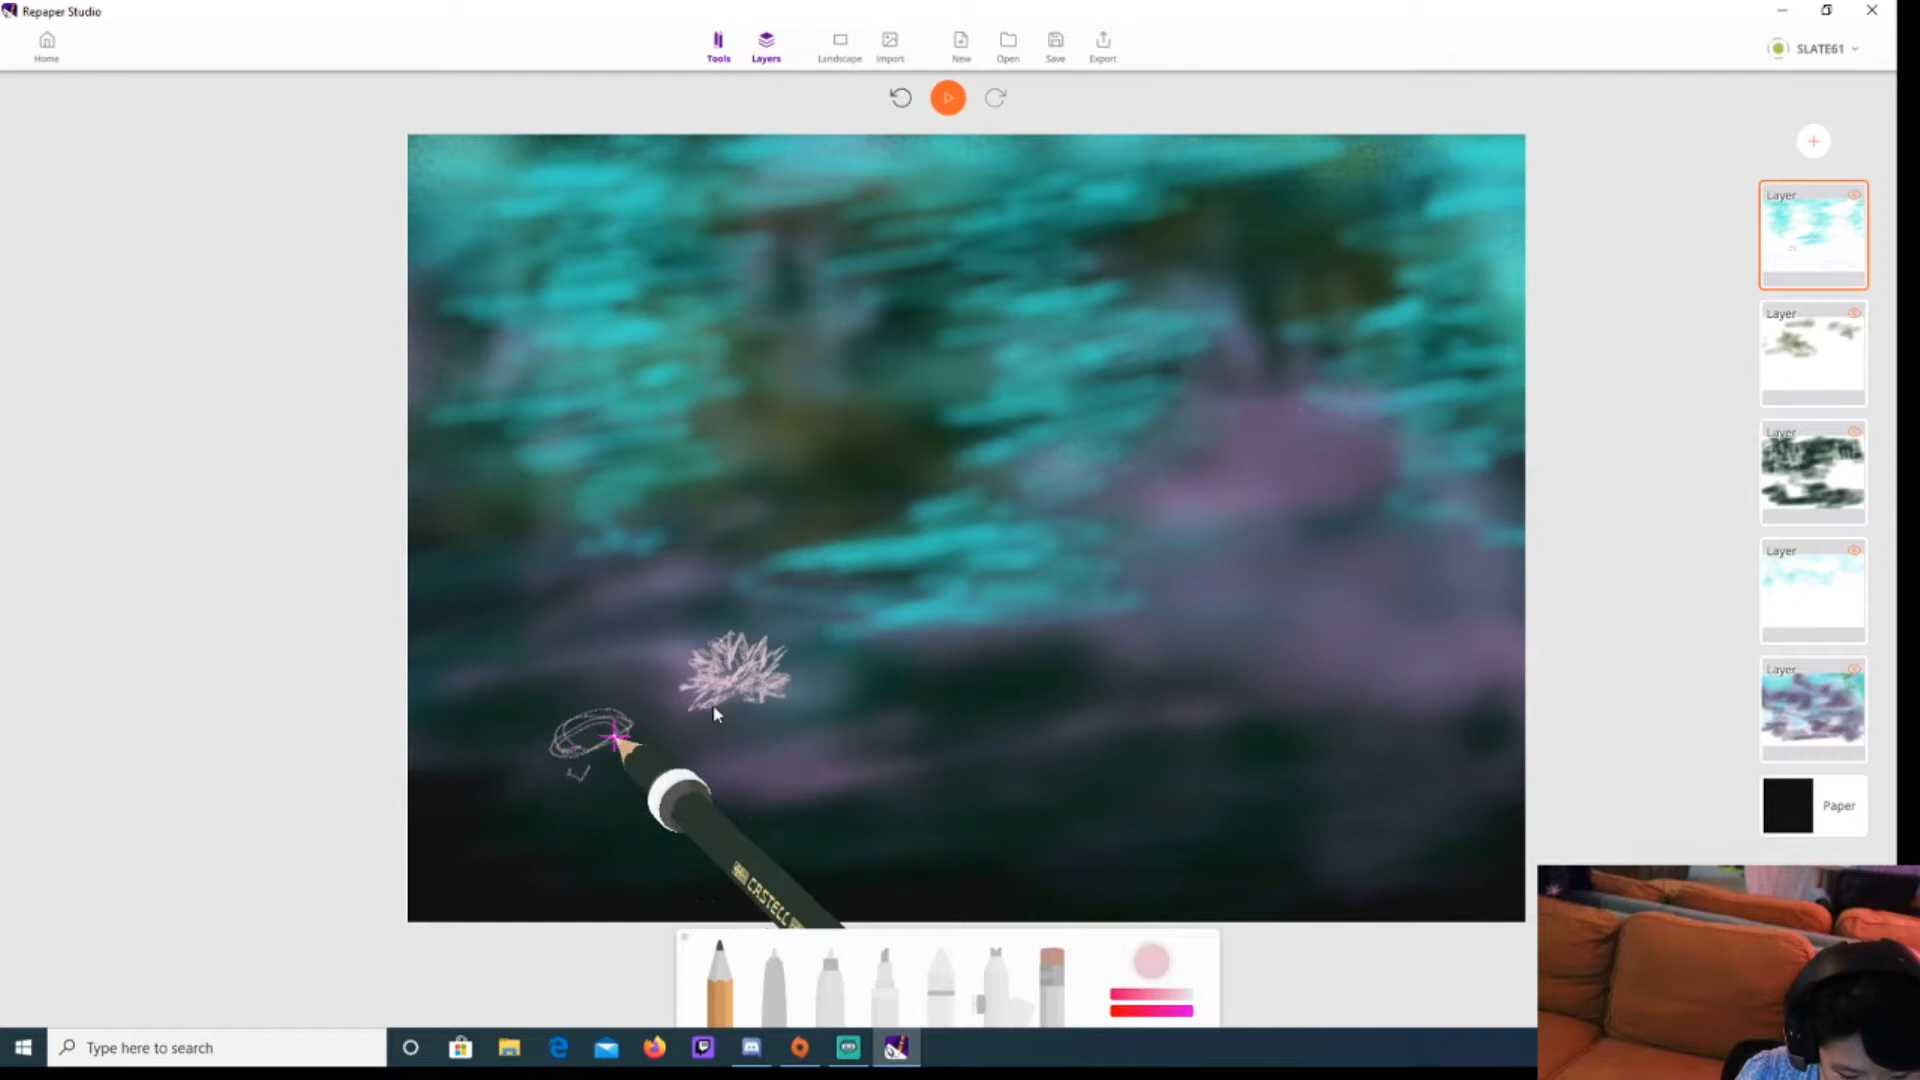 Repaper Studio
Home
Tools
Layers
Landscape
Import
New
Open
Save
Export
SLATE61
Layer
Layer
Layer
Layer
Layer
Paper
CASTELL
Type here to search